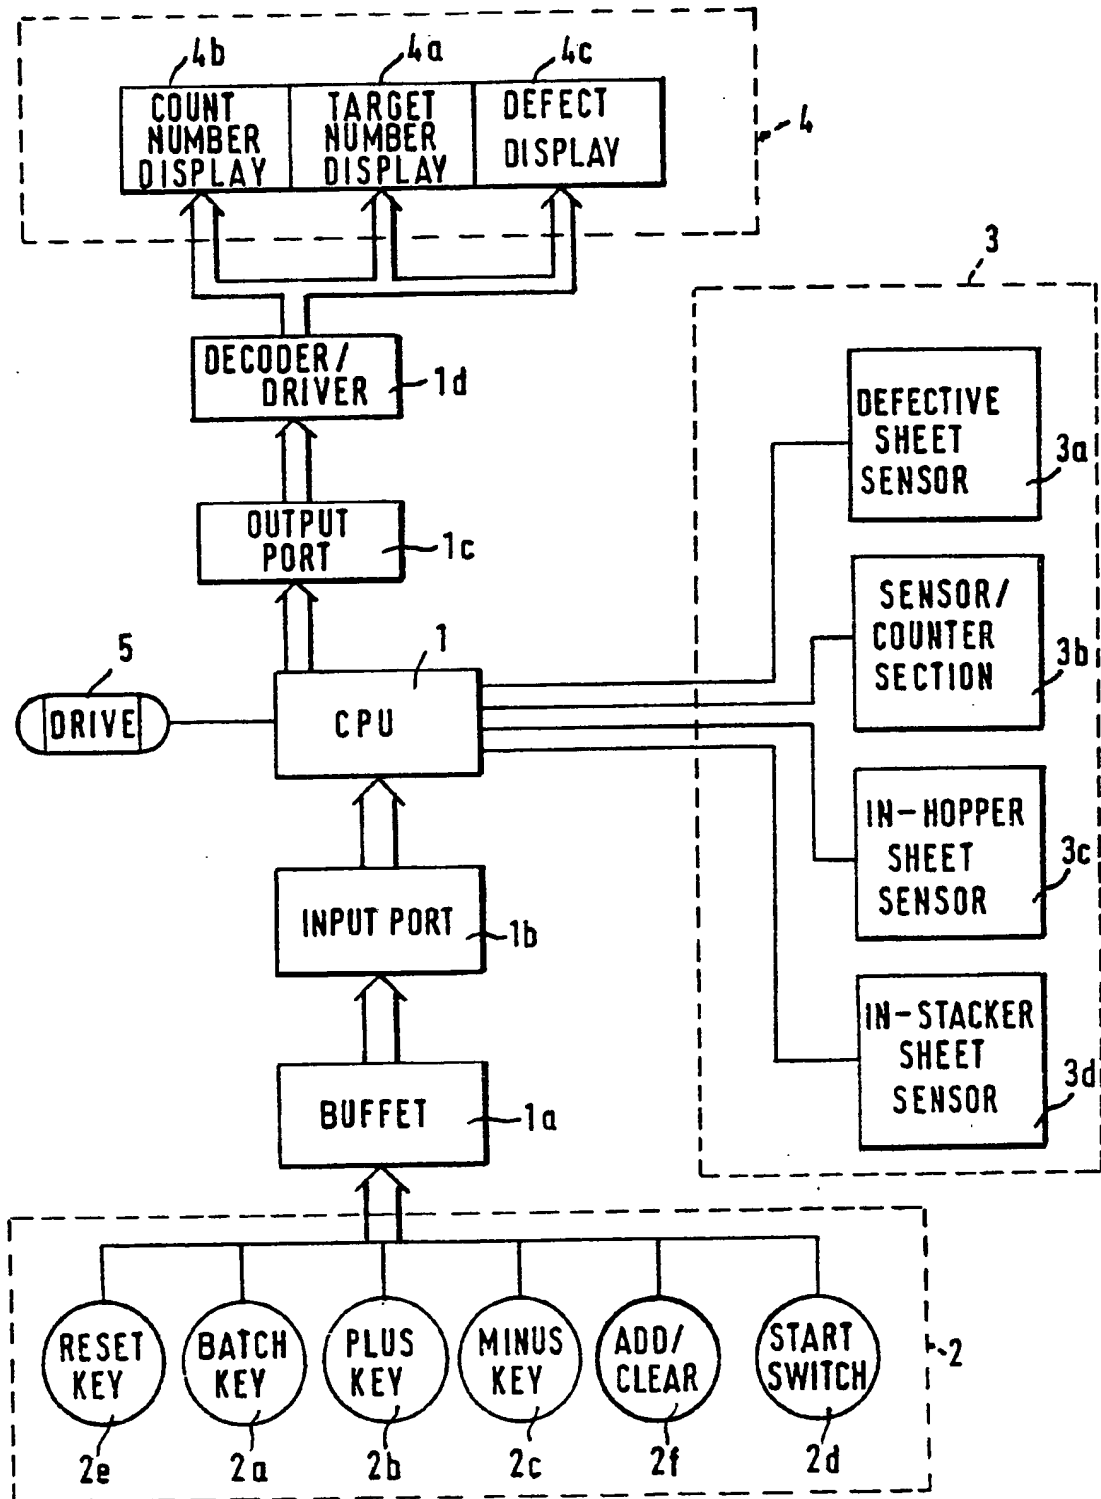 4b
4a
4c
COUNT
NUMBER
DISPLAY
TARGET
NUMBER
DISPLAY
DEFECT
DISPLAY
4
3
DECODER/
DRIVER
1d
DEFECTIVE
SHEET
SENSOR
3a
OUTPUT
PORT
1c
SENSOR/
COUNTER
SECTION
3b
5
DRIVE
1
CPU
IN-HOPPER
SHEET
SENSOR
3c
INPUT PORT
1b
IN-STACKER
SHEET
SENSOR
3d
BUFFET
1a
RESET
KEY
BATCH
KEY
PLUS
KEY
MINUS
KEY
ADD/
CLEAR
START
SWITCH
2
2e
2a
2b
2c
2f
2d